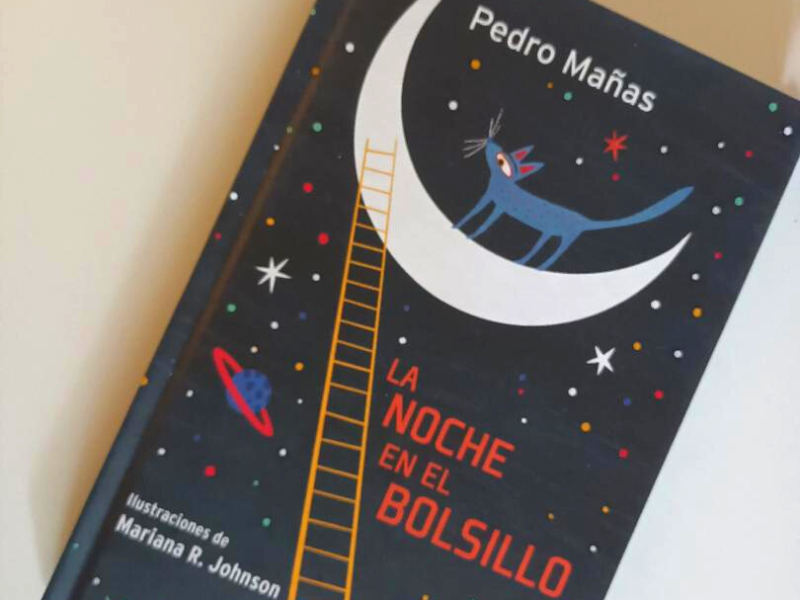 Pedro Mañas
LA
NOCHE
EN EL
BOLSILLO
Ilustraciones de
Mariana R. Johnson